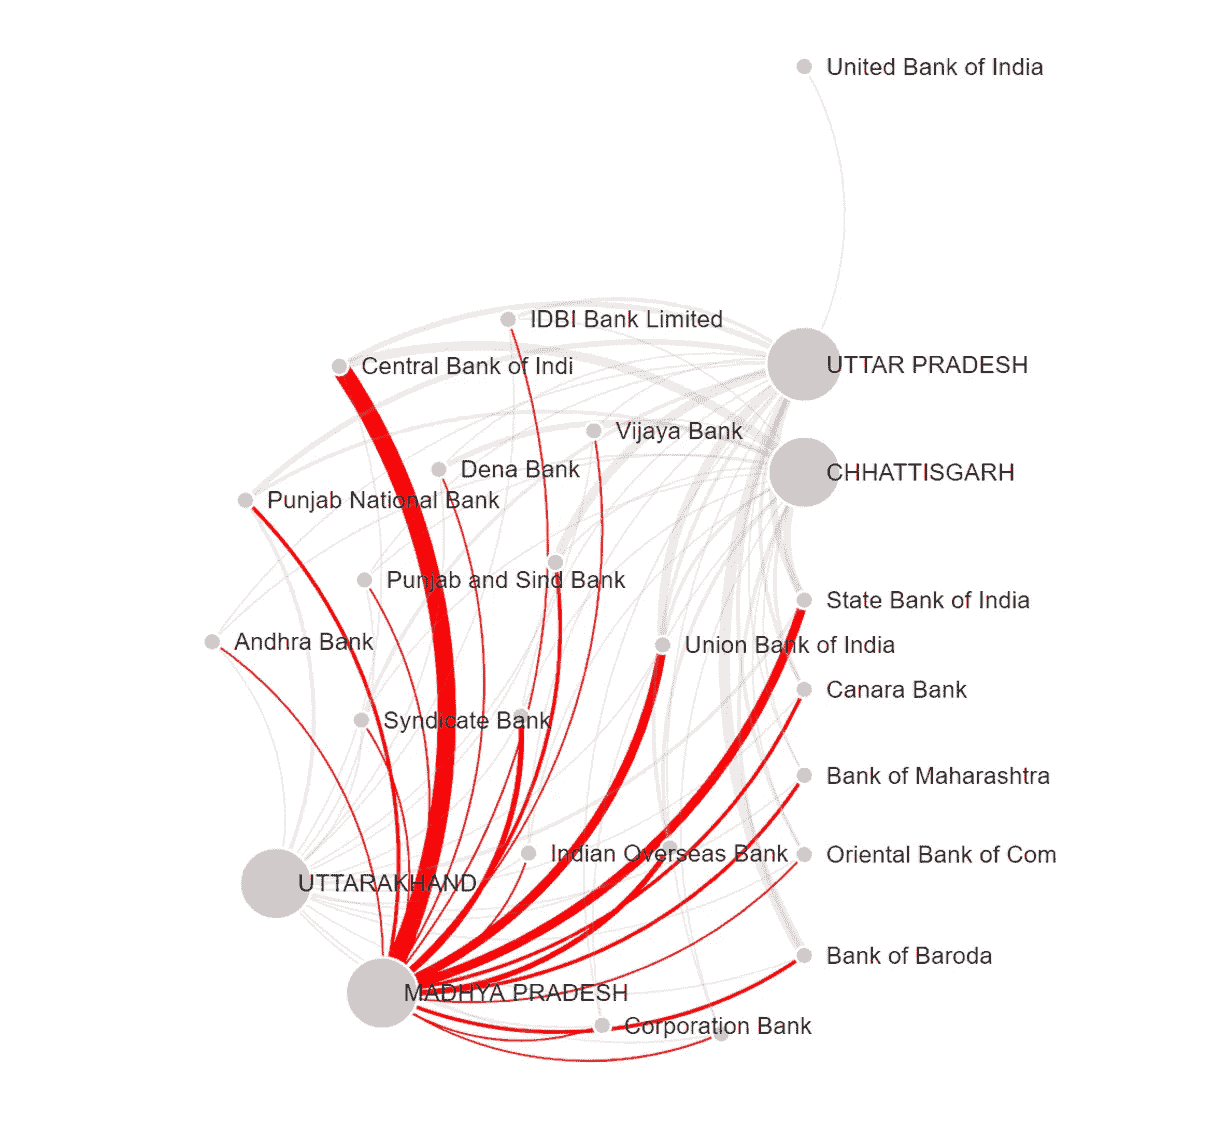 United Bank of India
IDBI Bank Limited
Central Bank of Indi
UTTAR PRADESH
Vijaya Bank
Dena Bank
CHHATTISGARH
Punjab National Bank
Punjab and Sind Bank
State Bank of India
Andhra Bank
Union Bank of India
Canara Bank
Syndicate Bank
Bank of Maharashtra
Indian Overseas Bank
Oriental Bank of Com
UTTARAKHAND
Bank of Baroda
MADHYA PRADESH
Corporation Bank